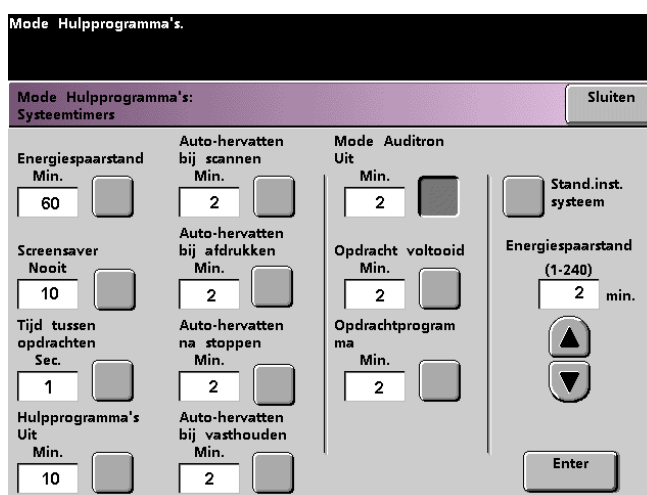 Mode Hulpprogramma's.
Mode Hulpprogramma's:
Systeemtimers
Sluiten
Energiespaarstand
Min.
60
Screensaver
Nooit
10
Tijd tussen
opdrachten
Sec.
1
Hulpprogramma's
Uit
Min.
10
Auto-hervatten
bij scannen
Min.
2
Auto-hervatten
bij afdrukken
Min.
2
Auto-hervatten
na stoppen
Min.
2
Auto-hervatten
bij vasthouden
Min.
2
Mode Auditron
Uit
Min.
2
Opdracht voltooid
Min.
2
Opdrachtprogram
ma
Min.
2
Stand.inst.
systeem
Energiespaarstand
(1-240)
2 min.
Enter